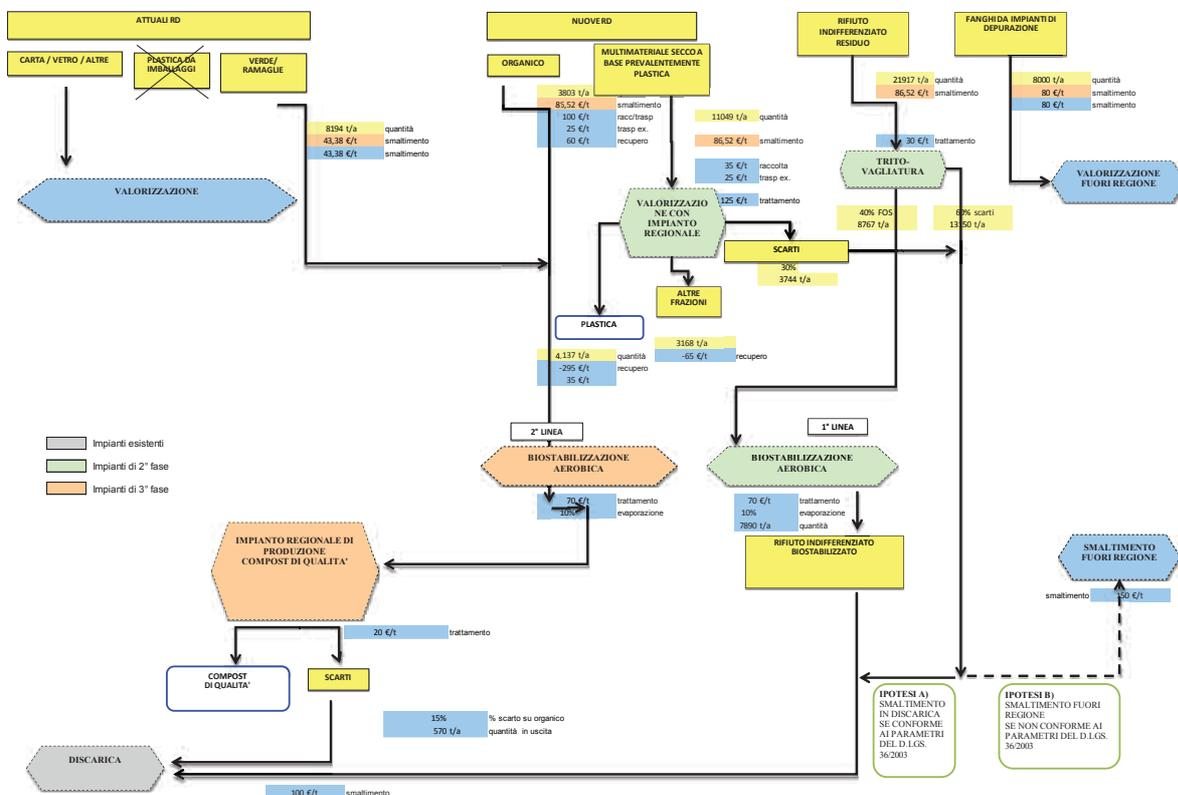 ATTUALI RD
NUOVE RD
RIFIUTO
INDIFFERENZIATO
RESIDUO
FANGHI DA IMPIANTI DI
DEPURAZIONE
CARTA / VETRO / ALTRE
PLASTICA DA
IMBALLAGGI
VERDE/
RAMAGLIE
ORGANICO
MULTIMATERIALE SECCO A
BASE PREVALENTEMENTE
PLASTICA
8194 t/a quantità
43,38 €/t smaltimento
43,38 €/t smaltimento
3803 t/a
85,52 €/t smaltimento
100 €/t racc/trasp
25 €/t trasp ex.
60 €/t recupero
11049 t/a quantità
86,52 €/t smaltimento
35 €/t raccolta
25 €/t trasp ex.
125 €/t trattamento
21917 t/a quantità
86,52 €/t smaltimento
30 €/t trattamento
8000 t/a quantità
80 €/t smaltimento
80 €/t smaltimento
VALORIZZAZIONE
VALORIZZAZIO
NE CON
IMPIANTO
REGIONALE
TRITO-
VAGLIATURA
VALORIZZAZIONE
FUORI REGIONE
40% FOS
8767 t/a
60% scarti
13150 t/a
SCARTI
30%
3744 t/a
ALTRE
FRAZIONI
PLASTICA
3168 t/a
-65 €/t recupero
4,137 t/a quantità
-295 €/t recupero
35 €/t
2° LINEA
1° LINEA
Impianti esistenti
Impianti di 2° fase
Impianti di 3° fase
BIOSTABILIZZAZIONE
AEROBICA
BIOSTABILIZZAZIONE
AEROBICA
70 €/t trattamento
10% evaporazione
70 €/t trattamento
10% evaporazione
7890 t/a quantità
IMPIANTO REGIONALE DI
PRODUZIONE
COMPOST DI QUALITA'
RIFIUTO INDIFFERENZIATO
BIOSTABILIZZATO
SMALTIMENTO
FUORI REGIONE
smaltimento 150 €/t
20 €/t trattamento
COMPOST
DI QUALITA'
SCARTI
IPOTESI A)
SMALTIMENTO
IN DISCARICA
SE CONFORME
AI PARAMETRI
DEL D.LGS.
36/2003
IPOTESI B)
SMALTIMENTO FUORI
REGIONE
SE NON CONFORME AI
PARAMETRI DEL D.LGS.
36/2003
15% % scarto su organico
570 t/a quantità in uscita
DISCARICA
100 €/t smaltimento